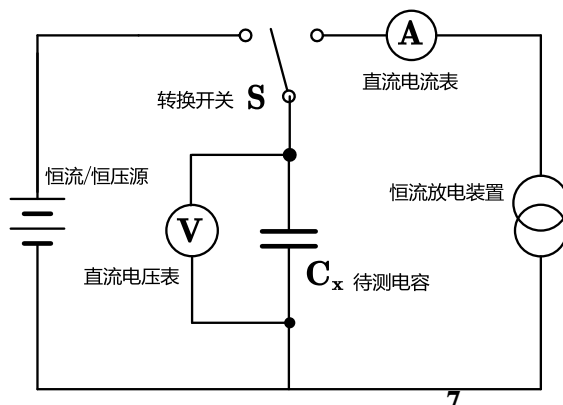 A
直流电流表
转换开关 S
恒流/恒压源
恒流放电装置
V
直流电压表
Cx 待测电容
7